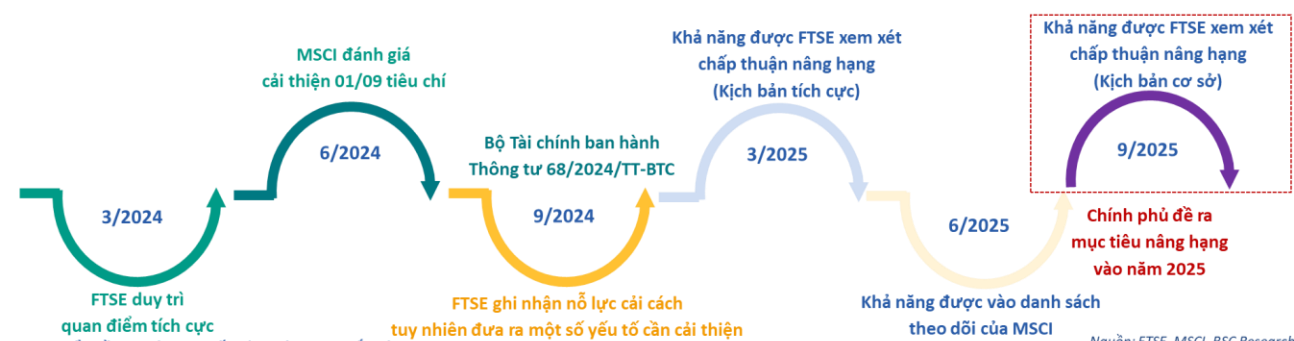 MSCI đánh giá
cải thiện 01/09 tiêu chí
Khả năng được FTSE xem xét
chấp thuận nâng hạng
(Kịch bản tích cực)
Khả năng được FTSE xem xét
chấp thuận nâng hạng
(Kịch bản cơ sở)
Bộ Tài chính ban hành
Thông tư 68/2024/TT-BTC
3/2024
6/2024
9/2024
3/2025
6/2025
9/2025
Chính phủ đề ra
mục tiêu nâng hạng
vào năm 2025
FTSE duy trì
quan điểm tích cực
FTSE ghi nhận nỗ lực cải cách
tuy nhiên đưa ra một số yếu tố cần cải thiện
Khả năng được vào danh sách
theo dõi của MSCI
Nguồn: FTSE, MSCI, BSC Research